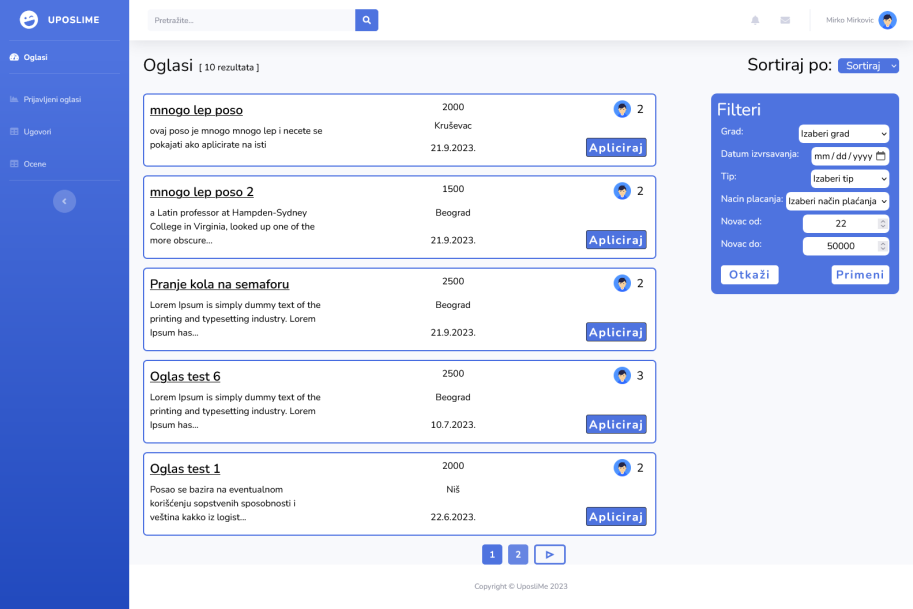 UPOSLIME
Oglasi
Prijavljeni oglasi
Ugovori
Ocene
Pretražite...
Mirko Mirkovic
Oglasi [ 10 rezultata ]
Sortiraj po: Sortiraj
mnogo lep poso
ovaj poso je mnogo mnogo lep i necete se
pokajati ako aplicirate na isti
2000
Kruševac
21.9.2023.
2
Apliciraj
mnogo lep poso 2
a Latin professor at Hampden-Sydney
College in Virginia, looked up one of the
more obscure...
1500
Beograd
21.9.2023.
2
Apliciraj
Pranje kola na semaforu
Lorem Ipsum is simply dummy text of the
printing and typesetting industry. Lorem
Ipsum has...
2500
Beograd
21.9.2023.
2
Apliciraj
Oglas test 6
Lorem Ipsum is simply dummy text of the
printing and typesetting industry. Lorem
Ipsum has...
2500
Beograd
10.7.2023.
3
Apliciraj
Oglas test 1
Posao se bazira na eventualnom
korišćenju sopstvenih sposobnosti i
veština kakko iz logist...
2000
Niš
22.6.2023.
2
Apliciraj
1 2
Filteri
Grad: Izaberi grad
Datum izvrsavanja: mm/dd/yyyy
Tip: Izaberi tip
Nacin placanja: Izaberi način plaćanja
Novac od: 22
Novac do: 50000
Otkaži Primeni
Copyright © UposliMe 2023